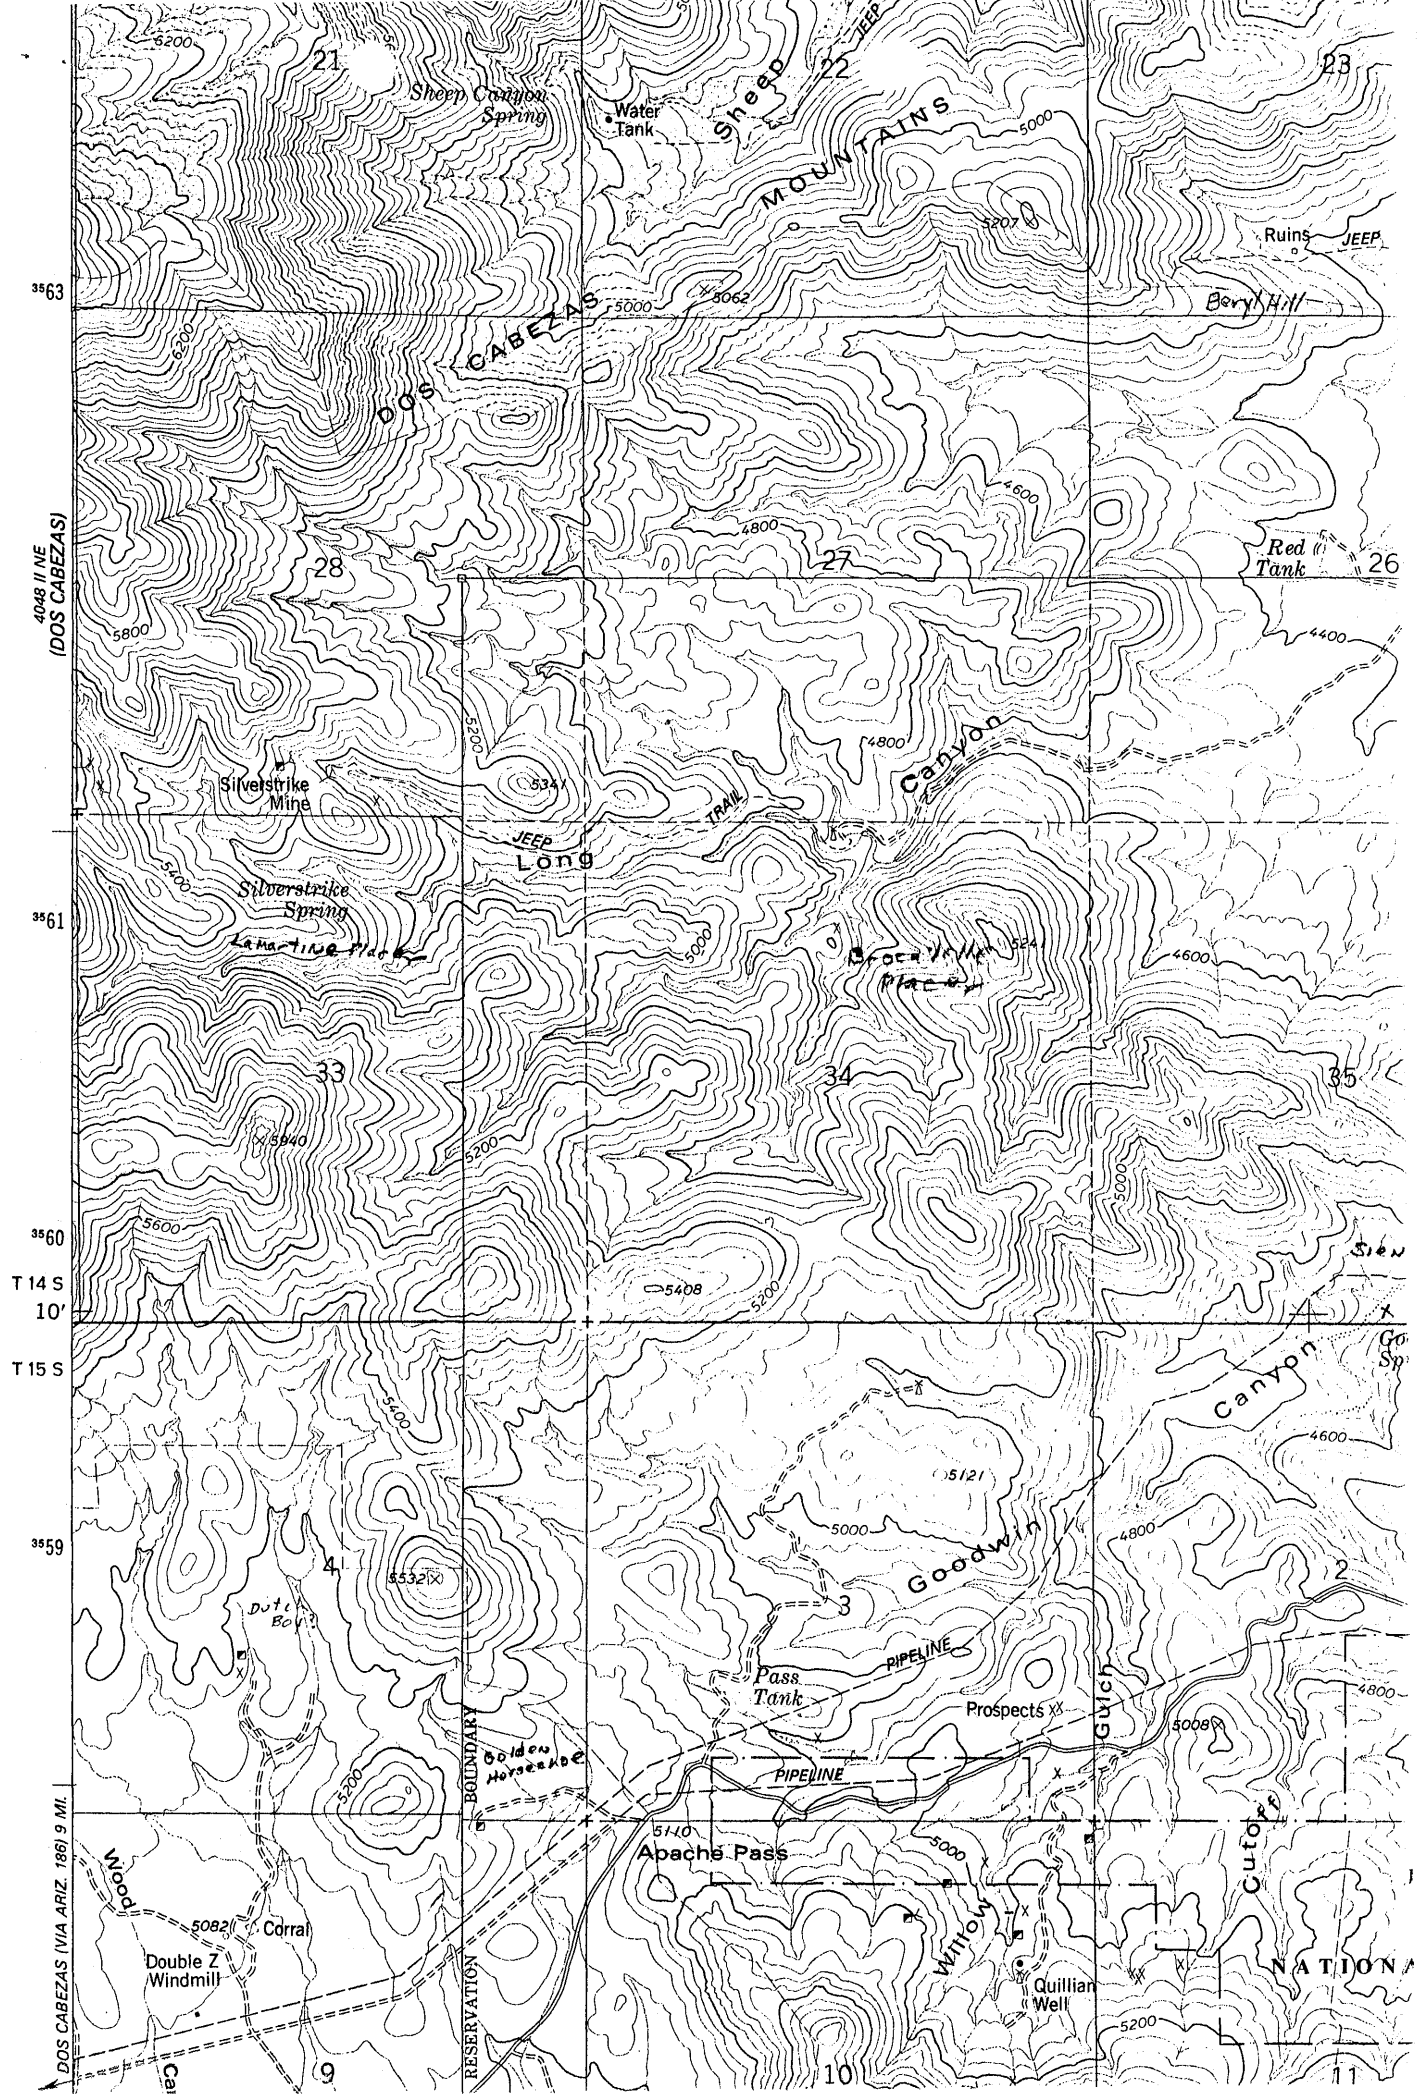 6200
21
Sheep Canyon
Spring
Water
Tank
Sheep
JEEP
22
23
MOUNTAINS
5000
5207
Ruins
JEEP
³⁵63
5062
5000
Beryl Hill
6200
DOS CABEZAS
4600
4800
4048 II NE
(DOS CABEZAS)
28
27
Red
Tank
26
5800
4400
5200
4800
Canyon
Silverstrike
Mine
5341
TRAIL
JEEP
Long
5400
Silverstrike
Spring
³⁵61
Lamartine Placer
5000
5241
4600
Placer
33
34
35
5940
5200
5000
5600
³⁵60
T 14 S
10'
5408
5200
T 15 S
Canyon
5400
4600
5121
5000
4800
³⁵59
4
5532
Goodwin
2
3
Dutch
Boy?
PIPELINE
Pass
Tank
Prospects
Gulch
4800
5008
BOUNDARY
Golden
Horseshoe
PIPELINE
5200
5110
Apache Pass
5000
Cutoff
Wood
5082
Corral
Double Z
Windmill
Willow
Quillian
Well
NATIONA
RESERVATION
5200
DOS CABEZAS (VIA ARIZ. 186) 9 MI.
9
10
11